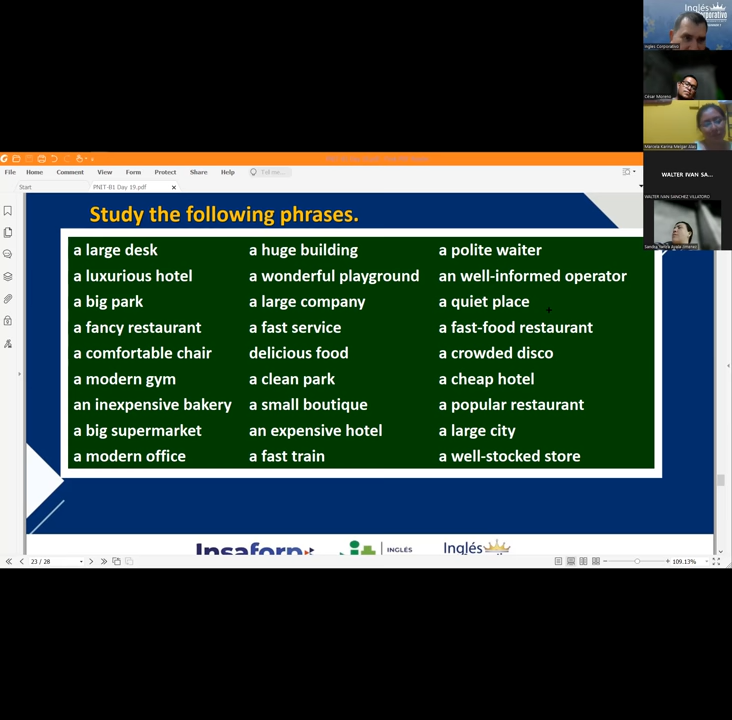 Inglés
Corporativo
Ingles Corporativo
César Moreno
Marcela Karina Melgar Alas
WALTER IVAN SA...
WALTER IVAN SANCHEZ VILLATORO
File Home Comment View Form Protect Share Help Tell me...
Start PNIT-B1 Day 19.pdf
Study the following phrases.
a large desk a huge building a polite waiter
a luxurious hotel a wonderful playground an well-informed operator
a big park a large company a quiet place
a fancy restaurant a fast service a fast-food restaurant
a comfortable chair delicious food a crowded disco
a modern gym a clean park a cheap hotel
an inexpensive bakery a small boutique a popular restaurant
a big supermarket an expensive hotel a large city
a modern office a fast train a well-stocked store
Insaforp INGLÉS Inglés
23 / 28 109.13%